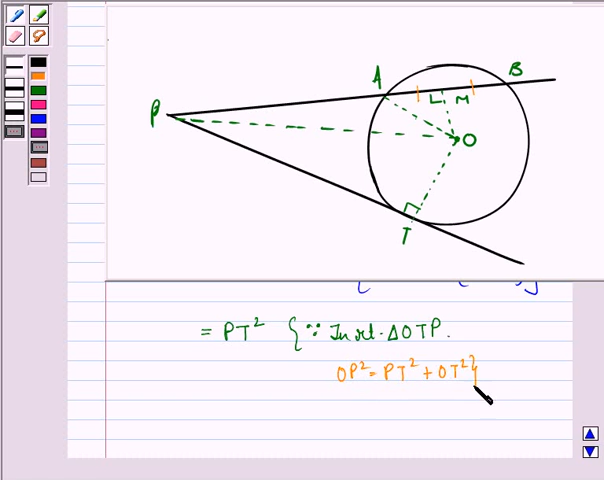 A B
L M
P O
T
= PT² {∵ In rt. ΔOTP.
OP² = PT² + OT²}